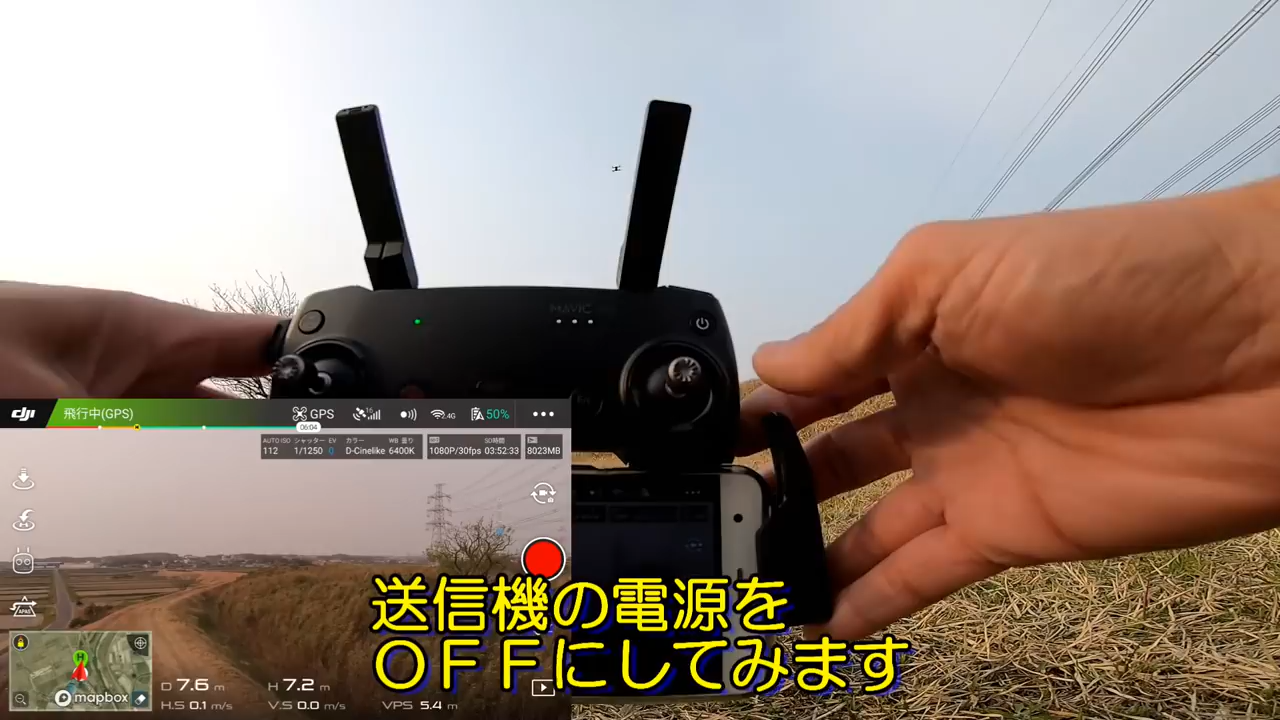 MAVIC
dji 飛行中(GPS) GPS 16 2.4G 50% •••
06:04
AUTO ISO シャッター EV カラー WB 曇り SD時間
112 1/1250 0 D-Cinelike 6400K 1080P/30fps 03:52:33 8023MB
APAS
送信機の電源を
OFFにしてみます
H
mapbox
D 7.6 m H 7.2 m
H.S 0.1 m/s V.S 0.0 m/s VPS 5.4 m